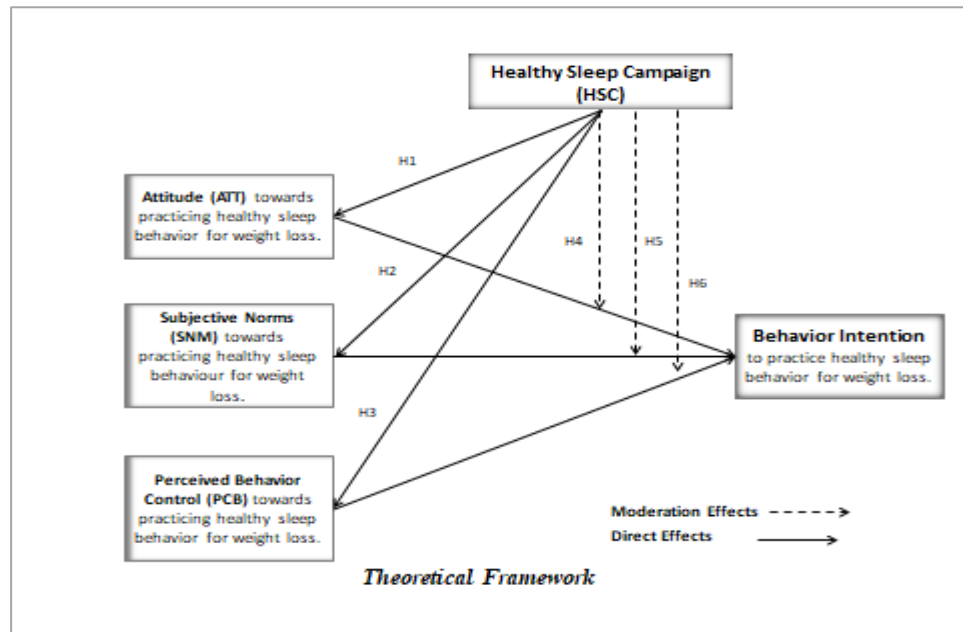 Healthy Sleep Campaign
(HSC)
H1
Attitude (ATT) towards
practicing healthy sleep
behavior for weight loss.
H4
H5
H2
H6
Subjective Norms
(SNM) towards
practicing healthy sleep
behaviour for weight
loss.
Behavior Intention
to practice healthy sleep
behavior for weight loss.
H3
Perceived Behavior
Control (PCB) towards
practicing healthy sleep
behavior for weight loss.
Moderation Effects
Direct Effects
Theoretical Framework